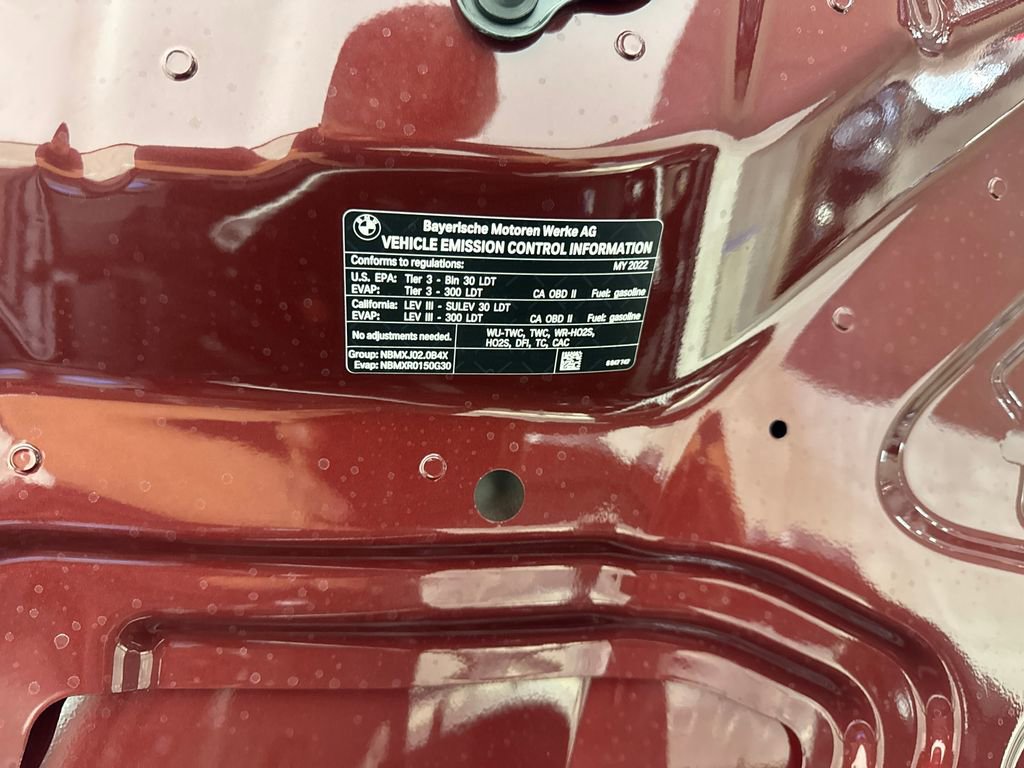 BMW
Bayerische Motoren Werke AG
VEHICLE EMISSION CONTROL INFORMATION
Conforms to regulations: MY 2022
U.S. EPA: Tier 3 - Bin 30 LDT
EVAP: Tier 3 - 300 LDT CA OBD II Fuel: gasoline
California: LEV III - SULEV 30 LDT
EVAP: LEV III - 300 LDT CA OBD II Fuel: gasoline
No adjustments needed. WU-TWC, TWC, WR-HO2S,
HO2S, DFI, TC, CAC
Group: NBMXJ02.0B4X
Evap: NBMXR0150G30